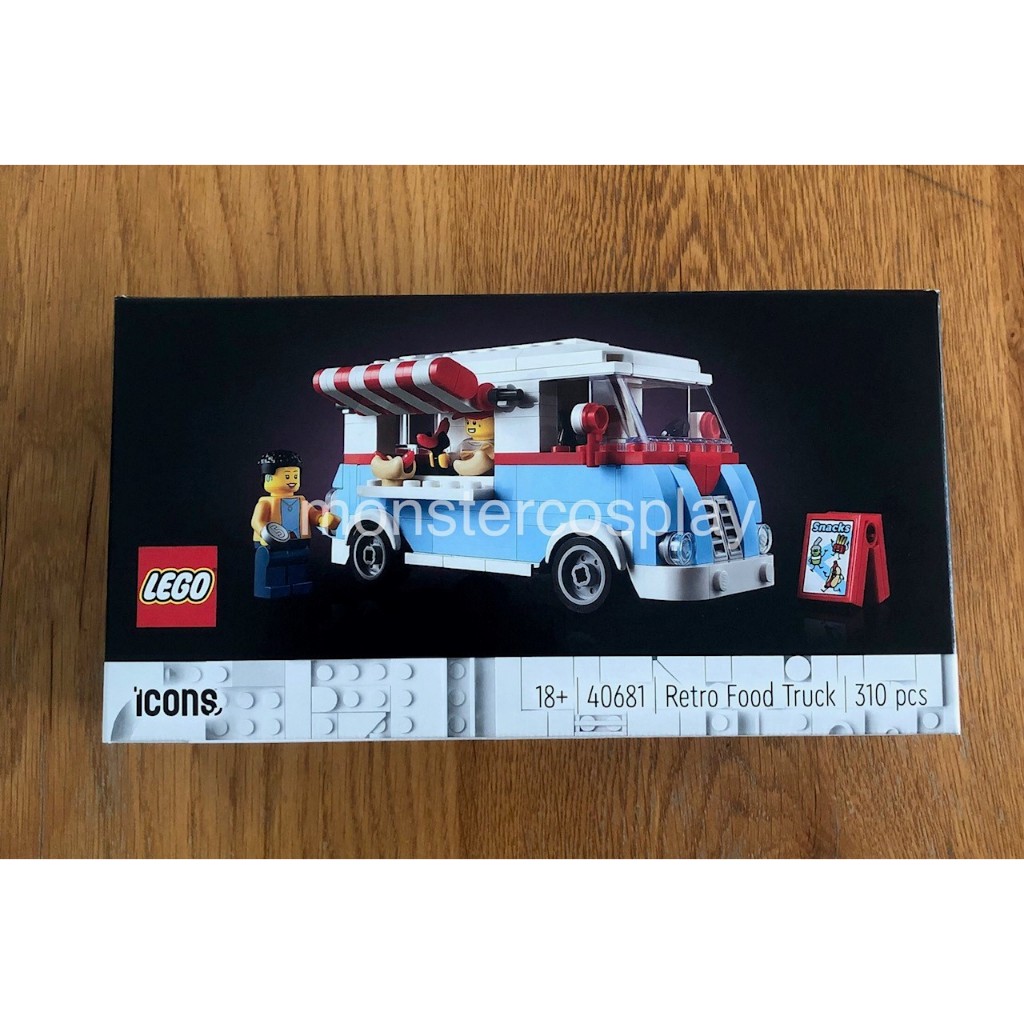 monstercosplay
Snacks
LEGO
icons
18+ | 40681 | Retro Food Truck | 310 pcs